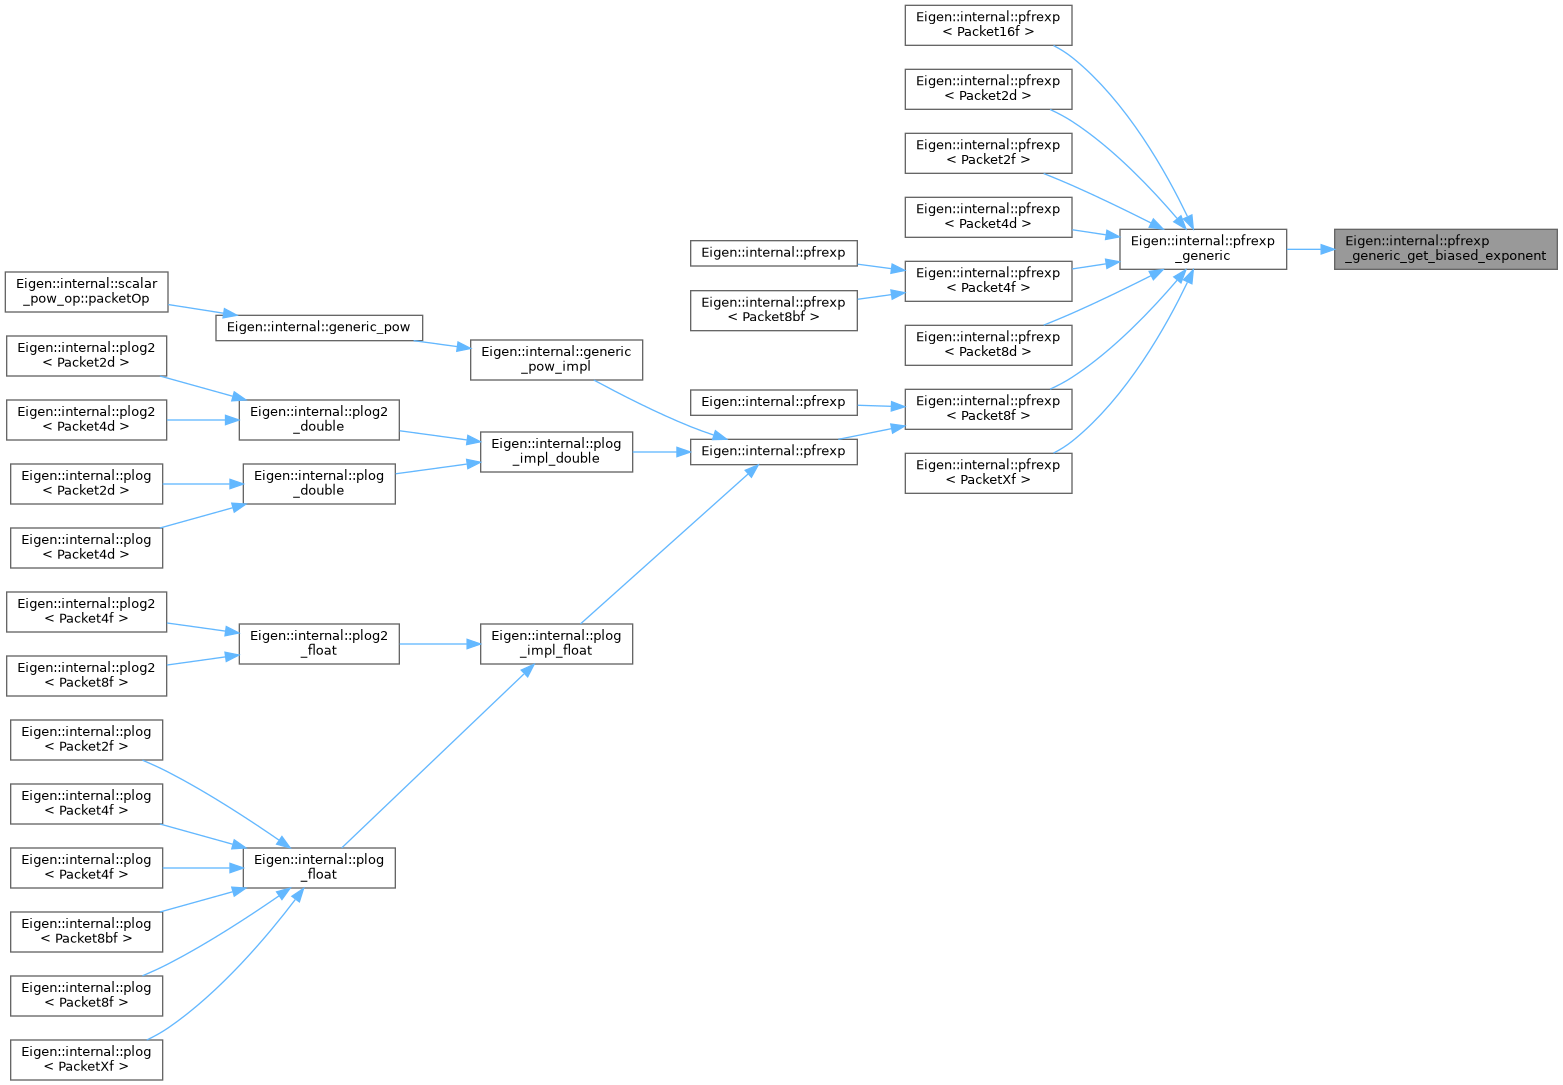 Eigen::internal::pfrexp
< Packet16f >
Eigen::internal::pfrexp
< Packet2d >
Eigen::internal::pfrexp
< Packet2f >
Eigen::internal::pfrexp
< Packet4d >
Eigen::internal::pfrexp
_generic
Eigen::internal::pfrexp
_generic_get_biased_exponent
Eigen::internal::pfrexp
Eigen::internal::pfrexp
< Packet4f >
Eigen::internal::scalar
_pow_op::packetOp
Eigen::internal::pfrexp
< Packet8bf >
Eigen::internal::generic_pow
Eigen::internal::pfrexp
< Packet8d >
Eigen::internal::plog2
< Packet2d >
Eigen::internal::generic
_pow_impl
Eigen::internal::pfrexp
Eigen::internal::pfrexp
< Packet8f >
Eigen::internal::plog2
< Packet4d >
Eigen::internal::plog2
_double
Eigen::internal::plog
_impl_double
Eigen::internal::pfrexp
Eigen::internal::pfrexp
< PacketXf >
Eigen::internal::plog
< Packet2d >
Eigen::internal::plog
_double
Eigen::internal::plog
< Packet4d >
Eigen::internal::plog2
< Packet4f >
Eigen::internal::plog2
_float
Eigen::internal::plog
_impl_float
Eigen::internal::plog2
< Packet8f >
Eigen::internal::plog
< Packet2f >
Eigen::internal::plog
< Packet4f >
Eigen::internal::plog
< Packet4f >
Eigen::internal::plog
_float
Eigen::internal::plog
< Packet8bf >
Eigen::internal::plog
< Packet8f >
Eigen::internal::plog
< PacketXf >